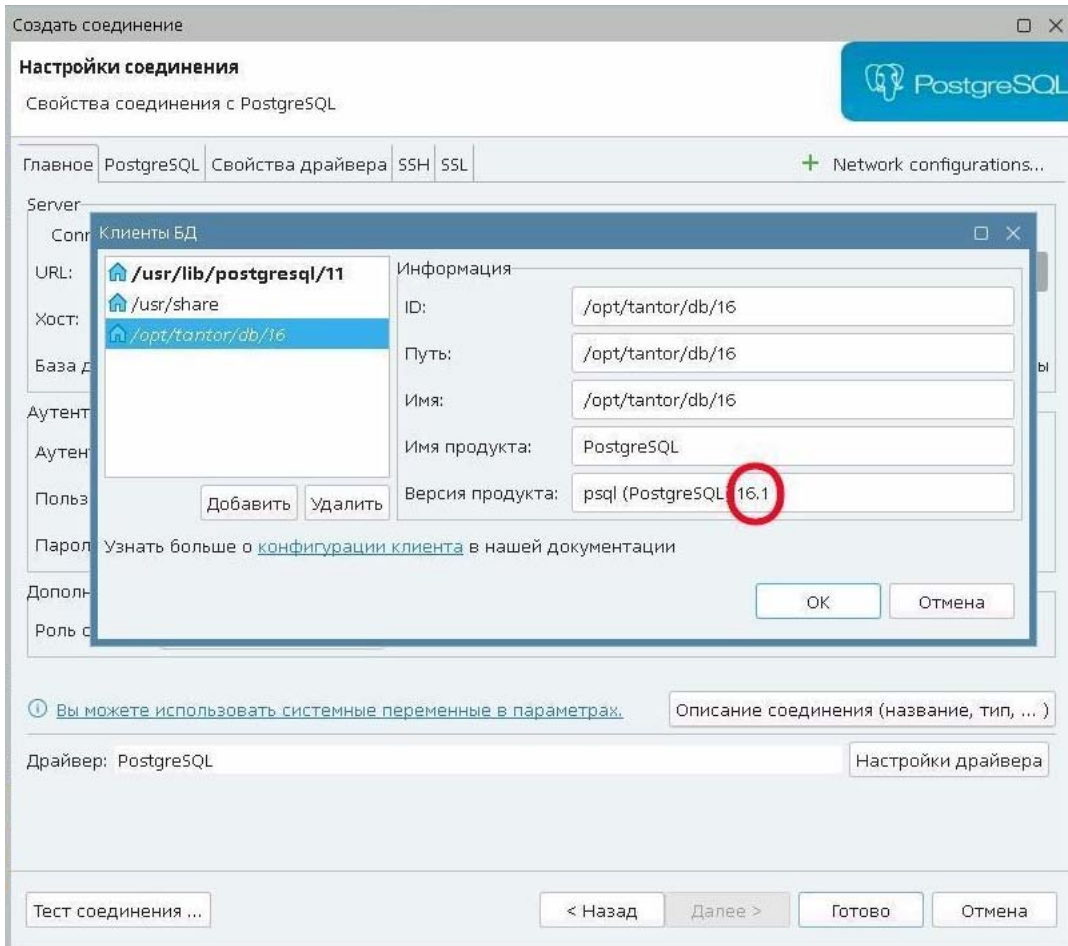 Создать соединение
Настройки соединения
Свойства соединения с PostgreSQL
PostgreSQL
Главное PostgreSQL Свойства драйвера SSH SSL + Network configurations...
Server
Conn
URL:
Хост:
База д
ы
Аутент
Аутен
Польз
Парол
Дополн
Роль с
Клиенты БД
/usr/lib/postgresql/11
/usr/share
/opt/tantor/db/16
Добавить Удалить
Информация
ID: /opt/tantor/db/16
Путь: /opt/tantor/db/16
Имя: /opt/tantor/db/16
Имя продукта: PostgreSQL
Версия продукта: psql (PostgreSQL) 16.1
Узнать больше о конфигурации клиента в нашей документации
OK Отмена
Вы можете использовать системные переменные в параметрах.
Описание соединения (название, тип, ... )
Драйвер: PostgreSQL Настройки драйвера
Тест соединения ... < Назад Далее > Готово Отмена